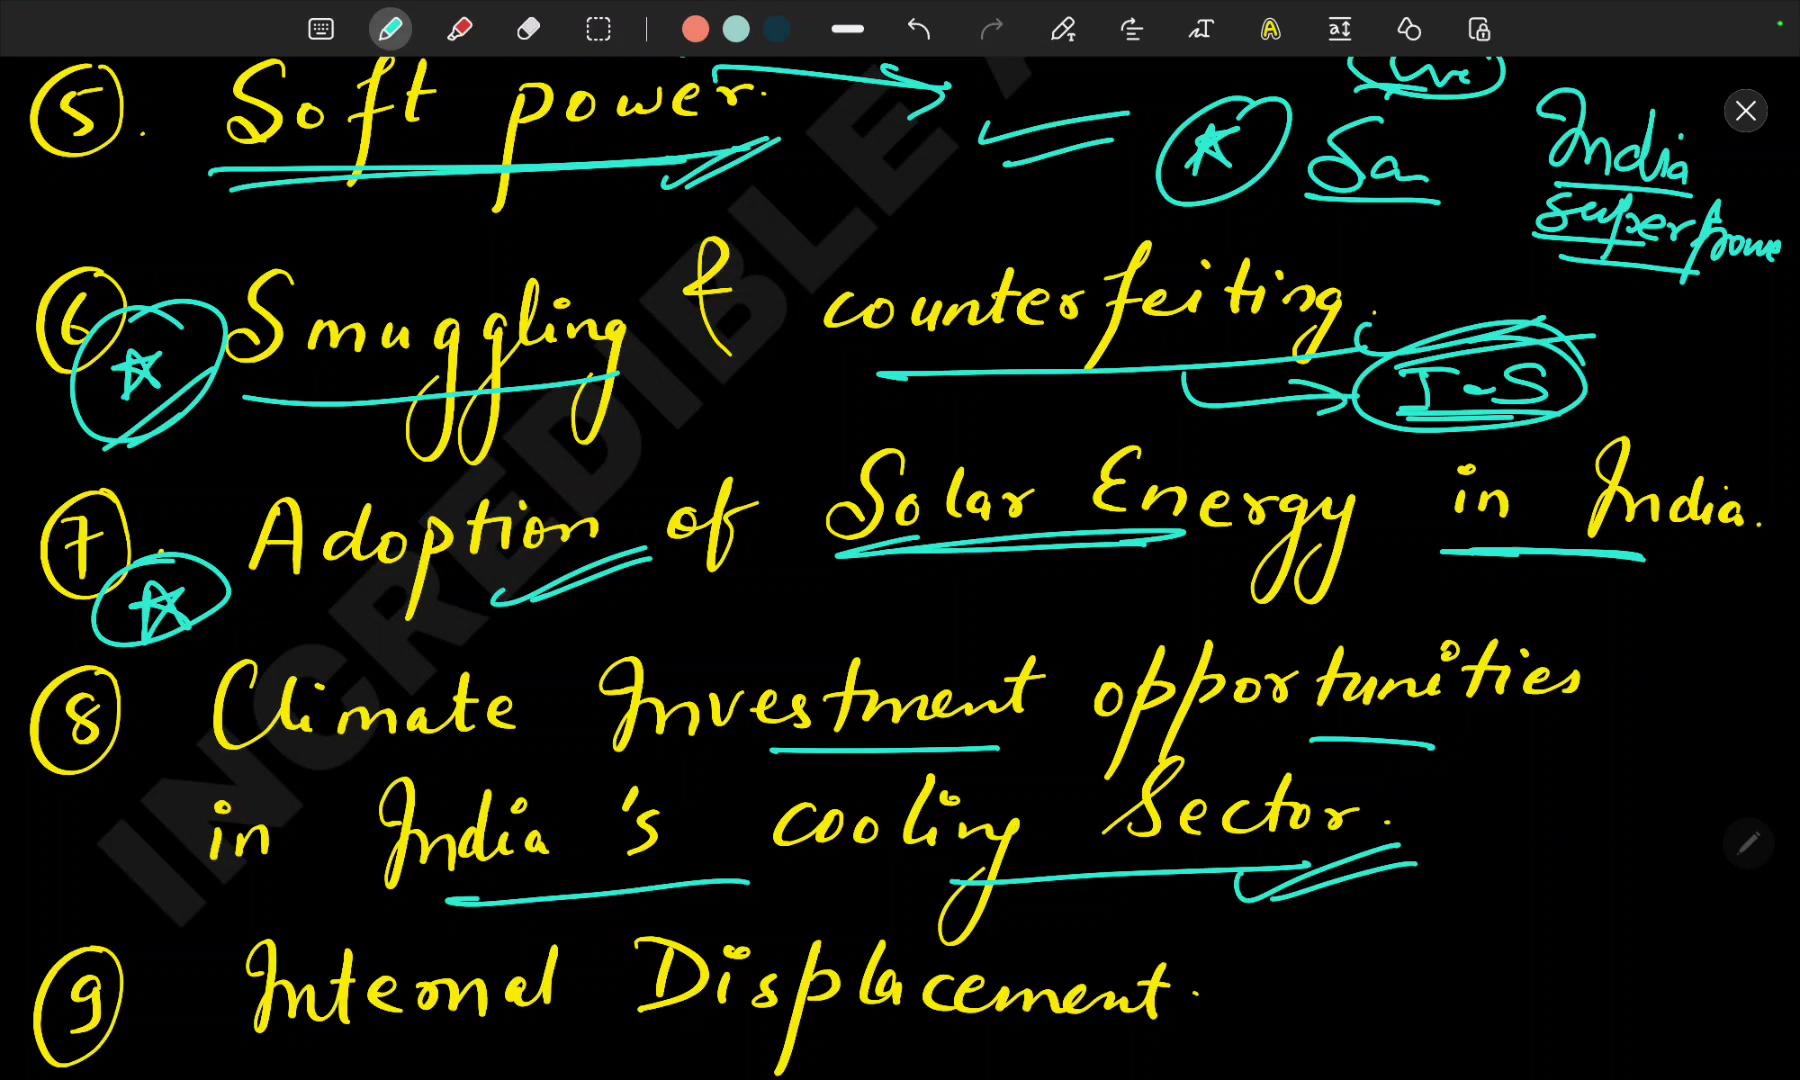 5. Soft power.
Sa
India
superpowe
6 Smuggling & counterfeiting.
I-S
7. Adoption of Solar Energy in India.
8 Climate Investment opportunities
in India's cooling Sector.
9 Internal Displacement.
INCREDIBLE